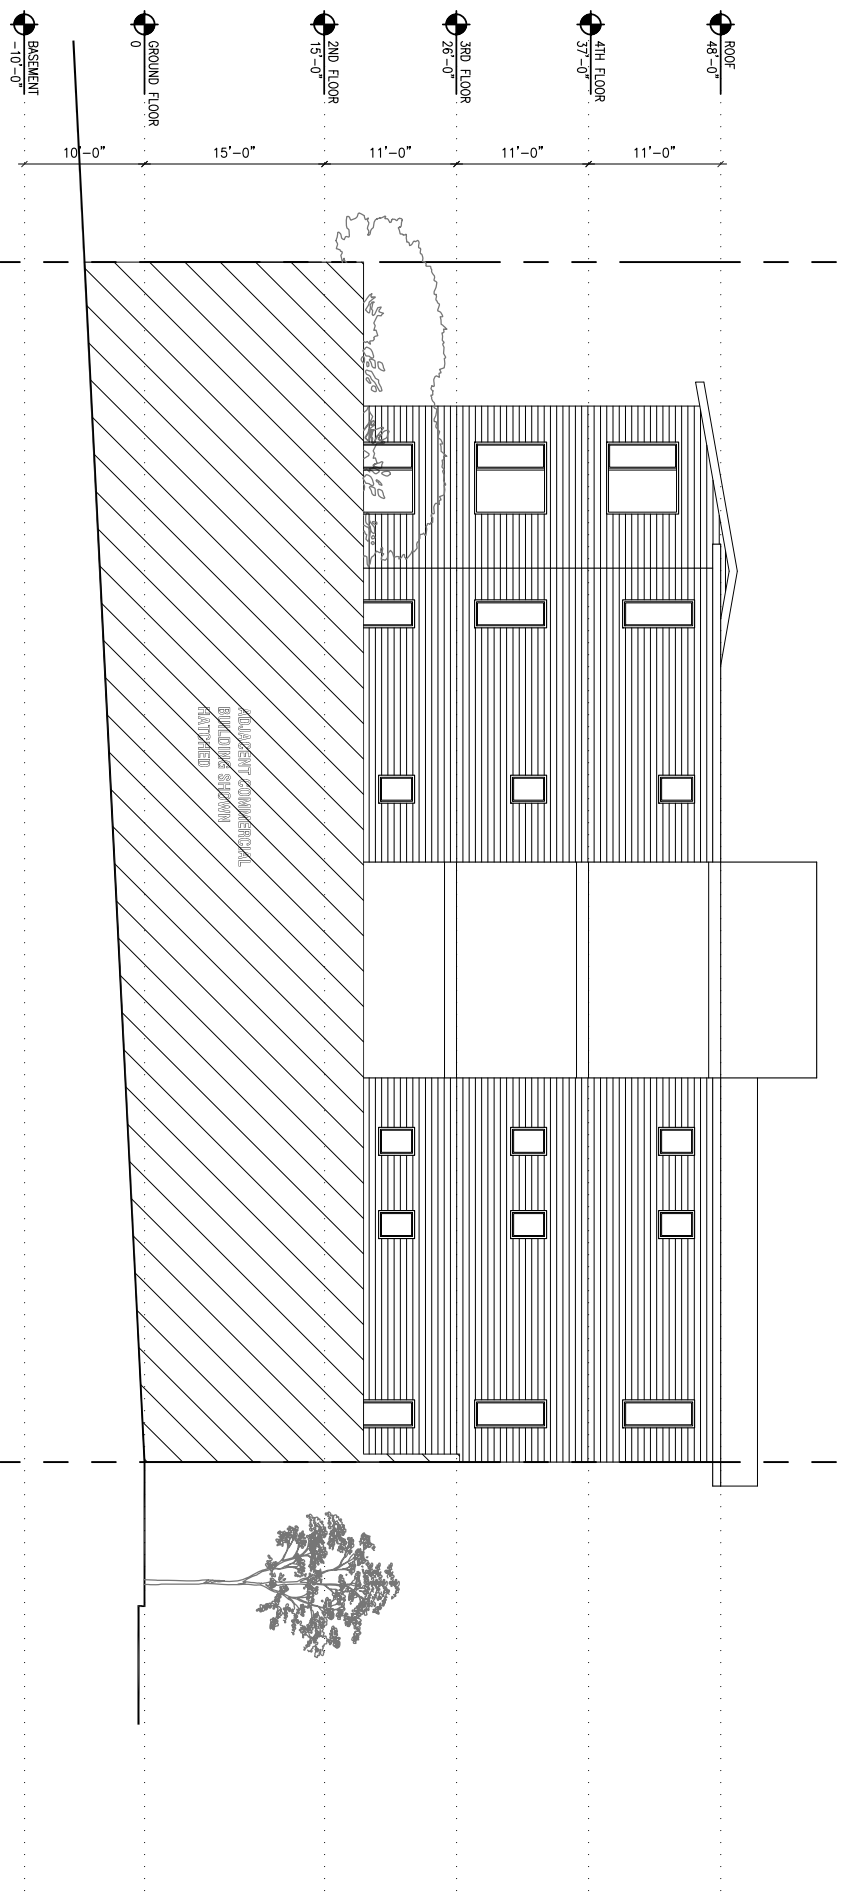 ROOF
48'-0"
4TH FLOOR
37'-0"
3RD FLOOR
26'-0"
2ND FLOOR
15'-0"
GROUND FLOOR
0
BASEMENT
-10'-0"
11'-0"
11'-0"
11'-0"
15'-0"
10'-0"
ADJACENT COMMERCIAL
BUILDING SHOWN
HATCHED